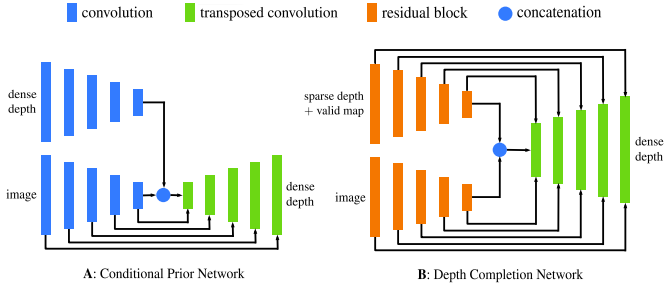 convolution transposed convolution residual block concatenation
dense
depth
image
dense
depth
A: Conditional Prior Network
sparse depth
+ valid map
image
dense
depth
B: Depth Completion Network